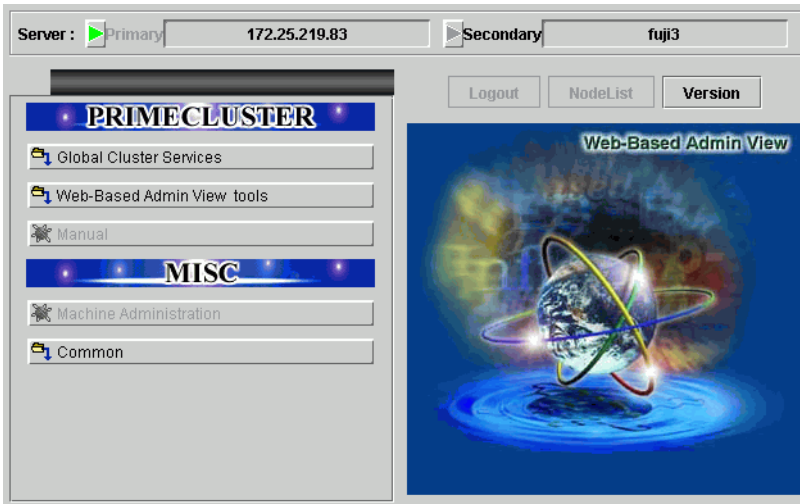 Server : Primary 172.25.219.83 Secondary fuji3
Logout NodeList Version
PRIMECLUSTER
Global Cluster Services
Web-Based Admin View tools
Manual
MISC
Machine Administration
Common
Web-Based Admin View